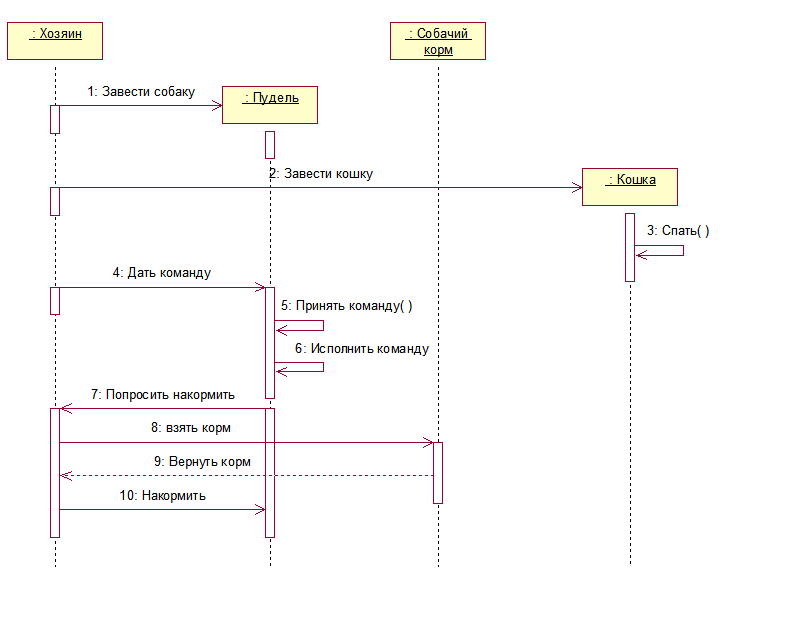 : Хозяин
: Собачий
корм
1: Завести собаку
: Пудель
2: Завести кошку
: Кошка
3: Спать( )
4: Дать команду
5: Принять команду( )
6: Исполнить команду
7: Попросить накормить
8: взять корм
9: Вернуть корм
10: Накормить